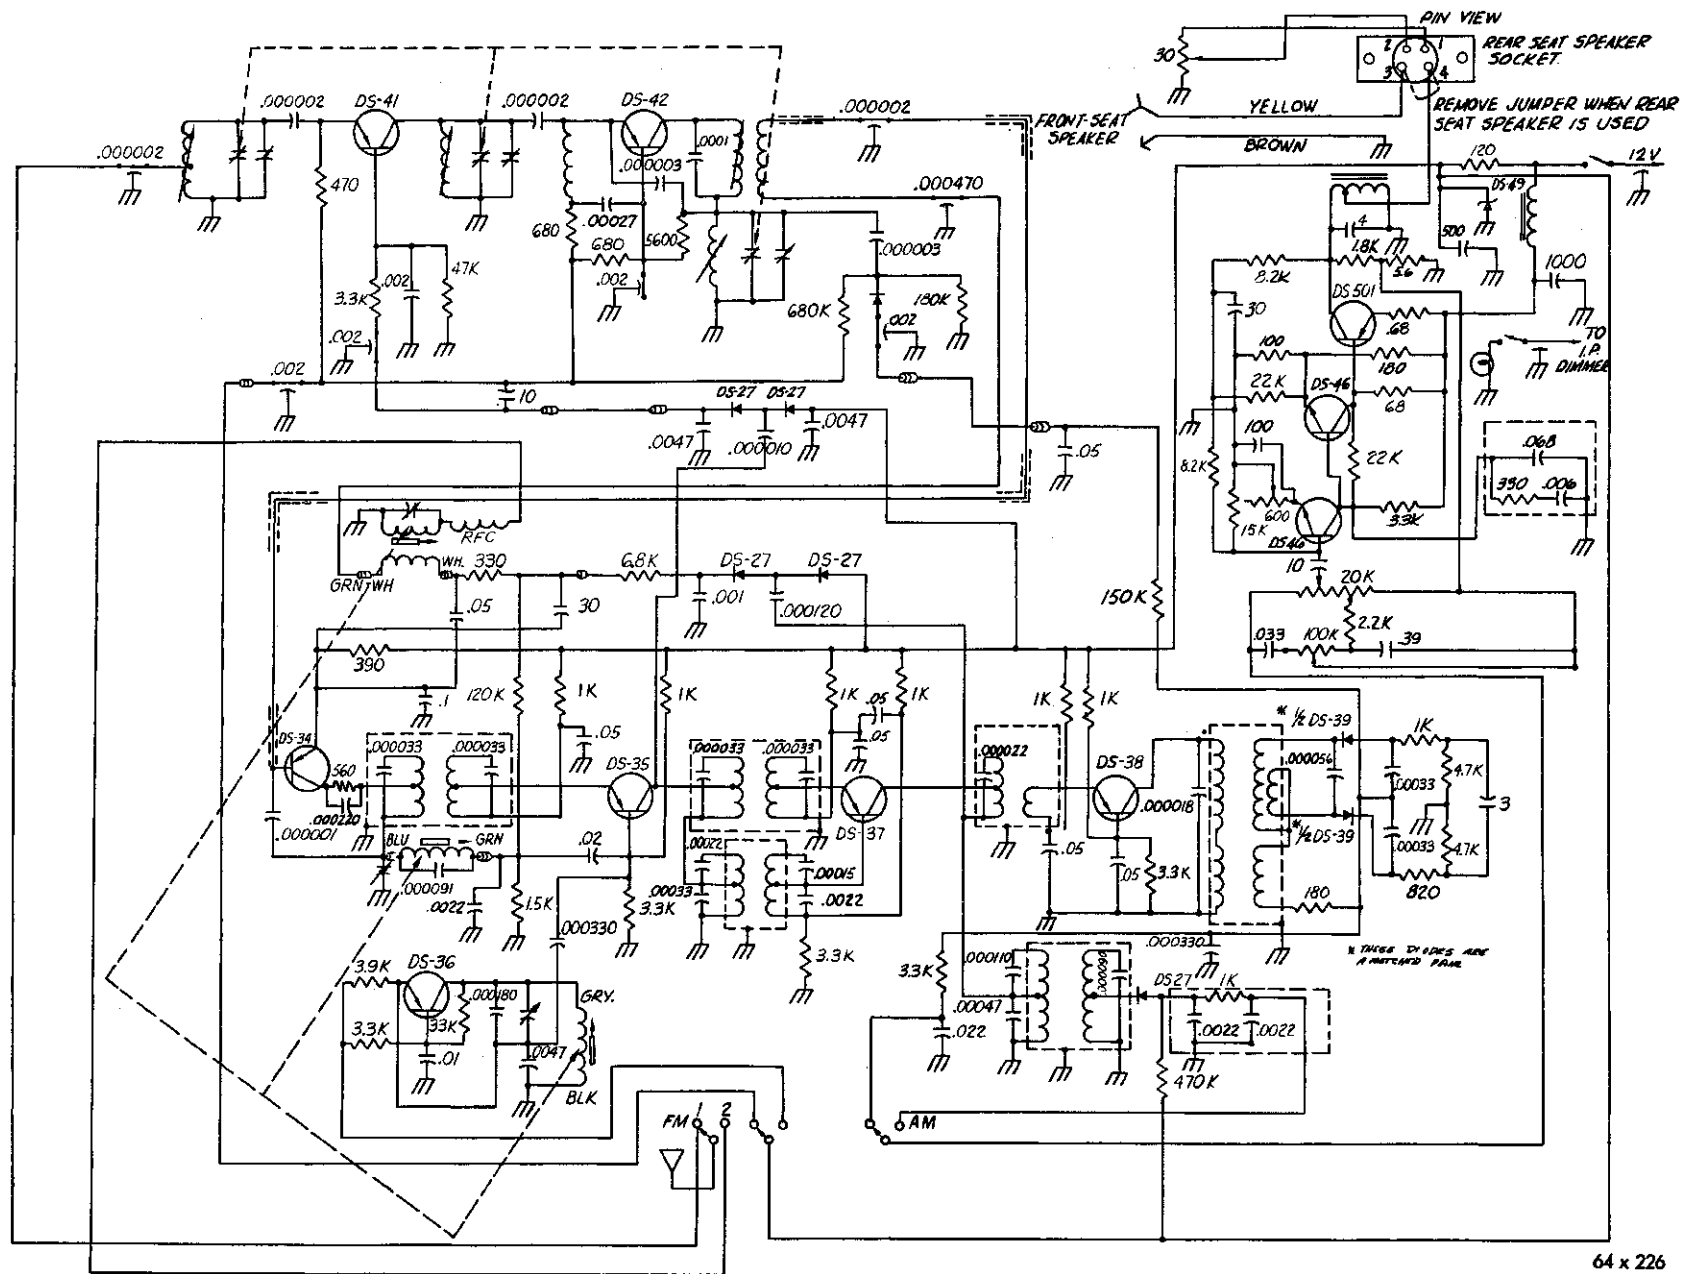 PIN VIEW
2 1
3 4
30
REAR SEAT SPEAKER
SOCKET.
REMOVE JUMPER WHEN REAR
SEAT SPEAKER IS USED
FRONT-SEAT
SPEAKER
YELLOW
BROWN
120
12V
DS-49
500
1000
4
1.8K
5.6
8.2K
30
DS 501
.68
100
180
22K
DS-46
68
100
22K
8.2K
15K
600
DS46
3.3K
10
TO
I.P.
DIMMER
.068
330
.006
20K
2.2K
.033
100K
.39
.000002
.000002
DS-41
.000002
DS-42
.0001
.000002
.000003
.000470
470
.00027
680
680
5600
.000003
.002
47K
3.3K
.002
680K
180K
.002
.002
.002
10
DS-27
DS-27
.0047
.000010
.0047
.05
RFC
GRN-WH
WH.
330
6.8K
DS-27
DS-27
.05
30
.001
.000120
150K
390
.1
120K
1K
.05
1K
1K
.05
.05
1K
1K
1K
DS-34
560
.000220
.000033
.000033
DS-35
.000033
.000033
DS-37
.000022
DS-38
.000018
* 1/2 DS-39
.000056
.00033
1K
4.7K
3
* 1/2 DS-39
.00033
4.7K
820
180
.000001
BLU
GRN
.000091
.0022
1.5K
.02
3.3K
.000330
.00022
.00033
.00015
.0022
3.3K
.05
.05
3.3K
.000330
* THESE DIODES ARE
A MATCHED PAIR
3.9K
DS-36
3.3K
33K
.01
.000180
.0047
GRY.
BLK
3.3K
.022
.000110
.00047
.000090
DS27
1K
.0022
.0022
470K
FM
1
2
AM
64 x 226